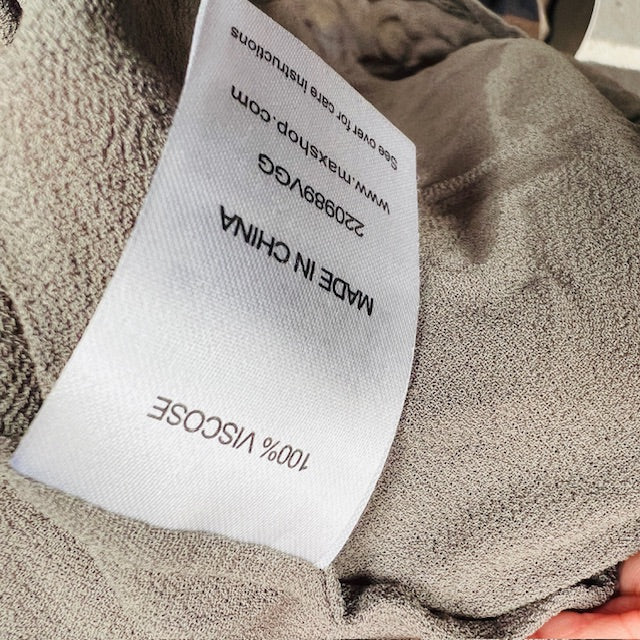 100% VISCOSE
MADE IN CHINA
220989VGG
www.maxshop.com
See over for care instructions